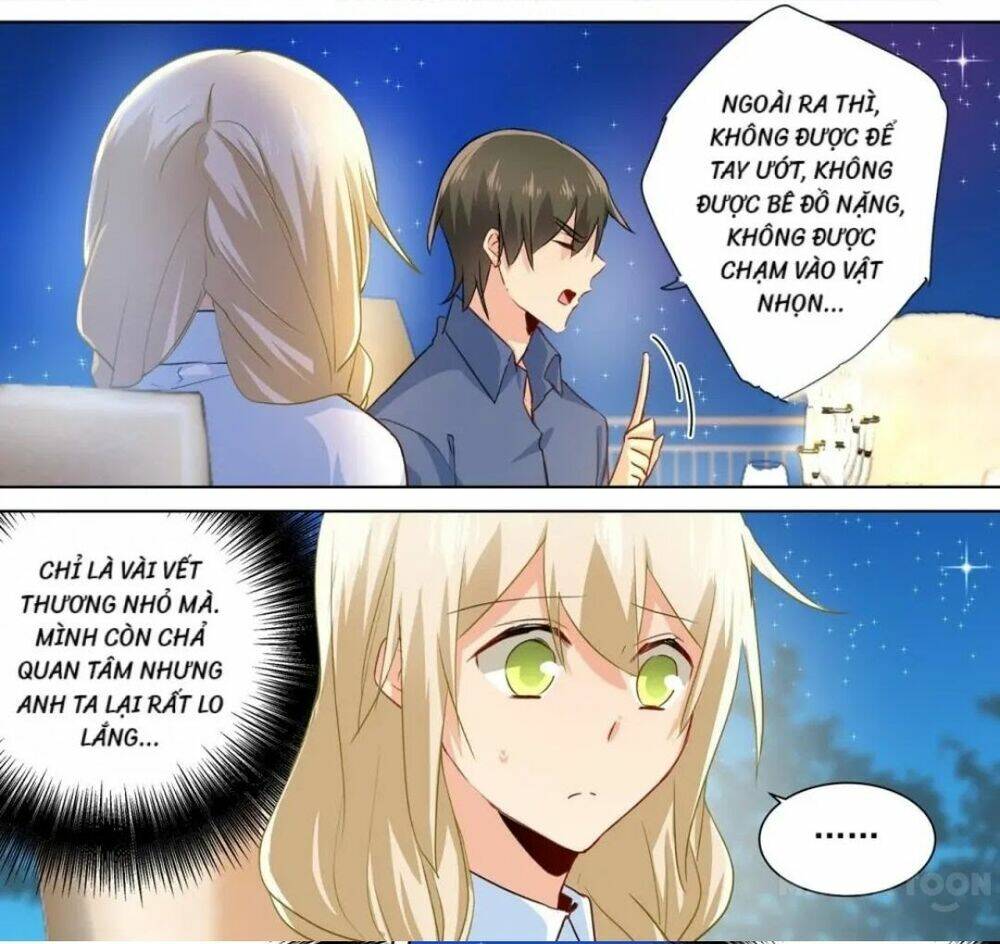 NGOÀI RA THÌ,
KHÔNG ĐƯỢC ĐỂ
TAY ƯỚT, KHÔNG
ĐƯỢC BÊ ĐỒ NẶNG,
KHÔNG ĐƯỢC
CHẠM VÀO VẬT
NHỌN...
CHỈ LÀ VÀI VẾT
THƯƠNG NHỎ MÀ.
MÌNH CÒN CHẢ
QUAN TÂM NHƯNG
ANH TA LẠI RẤT LO
LẮNG...
......